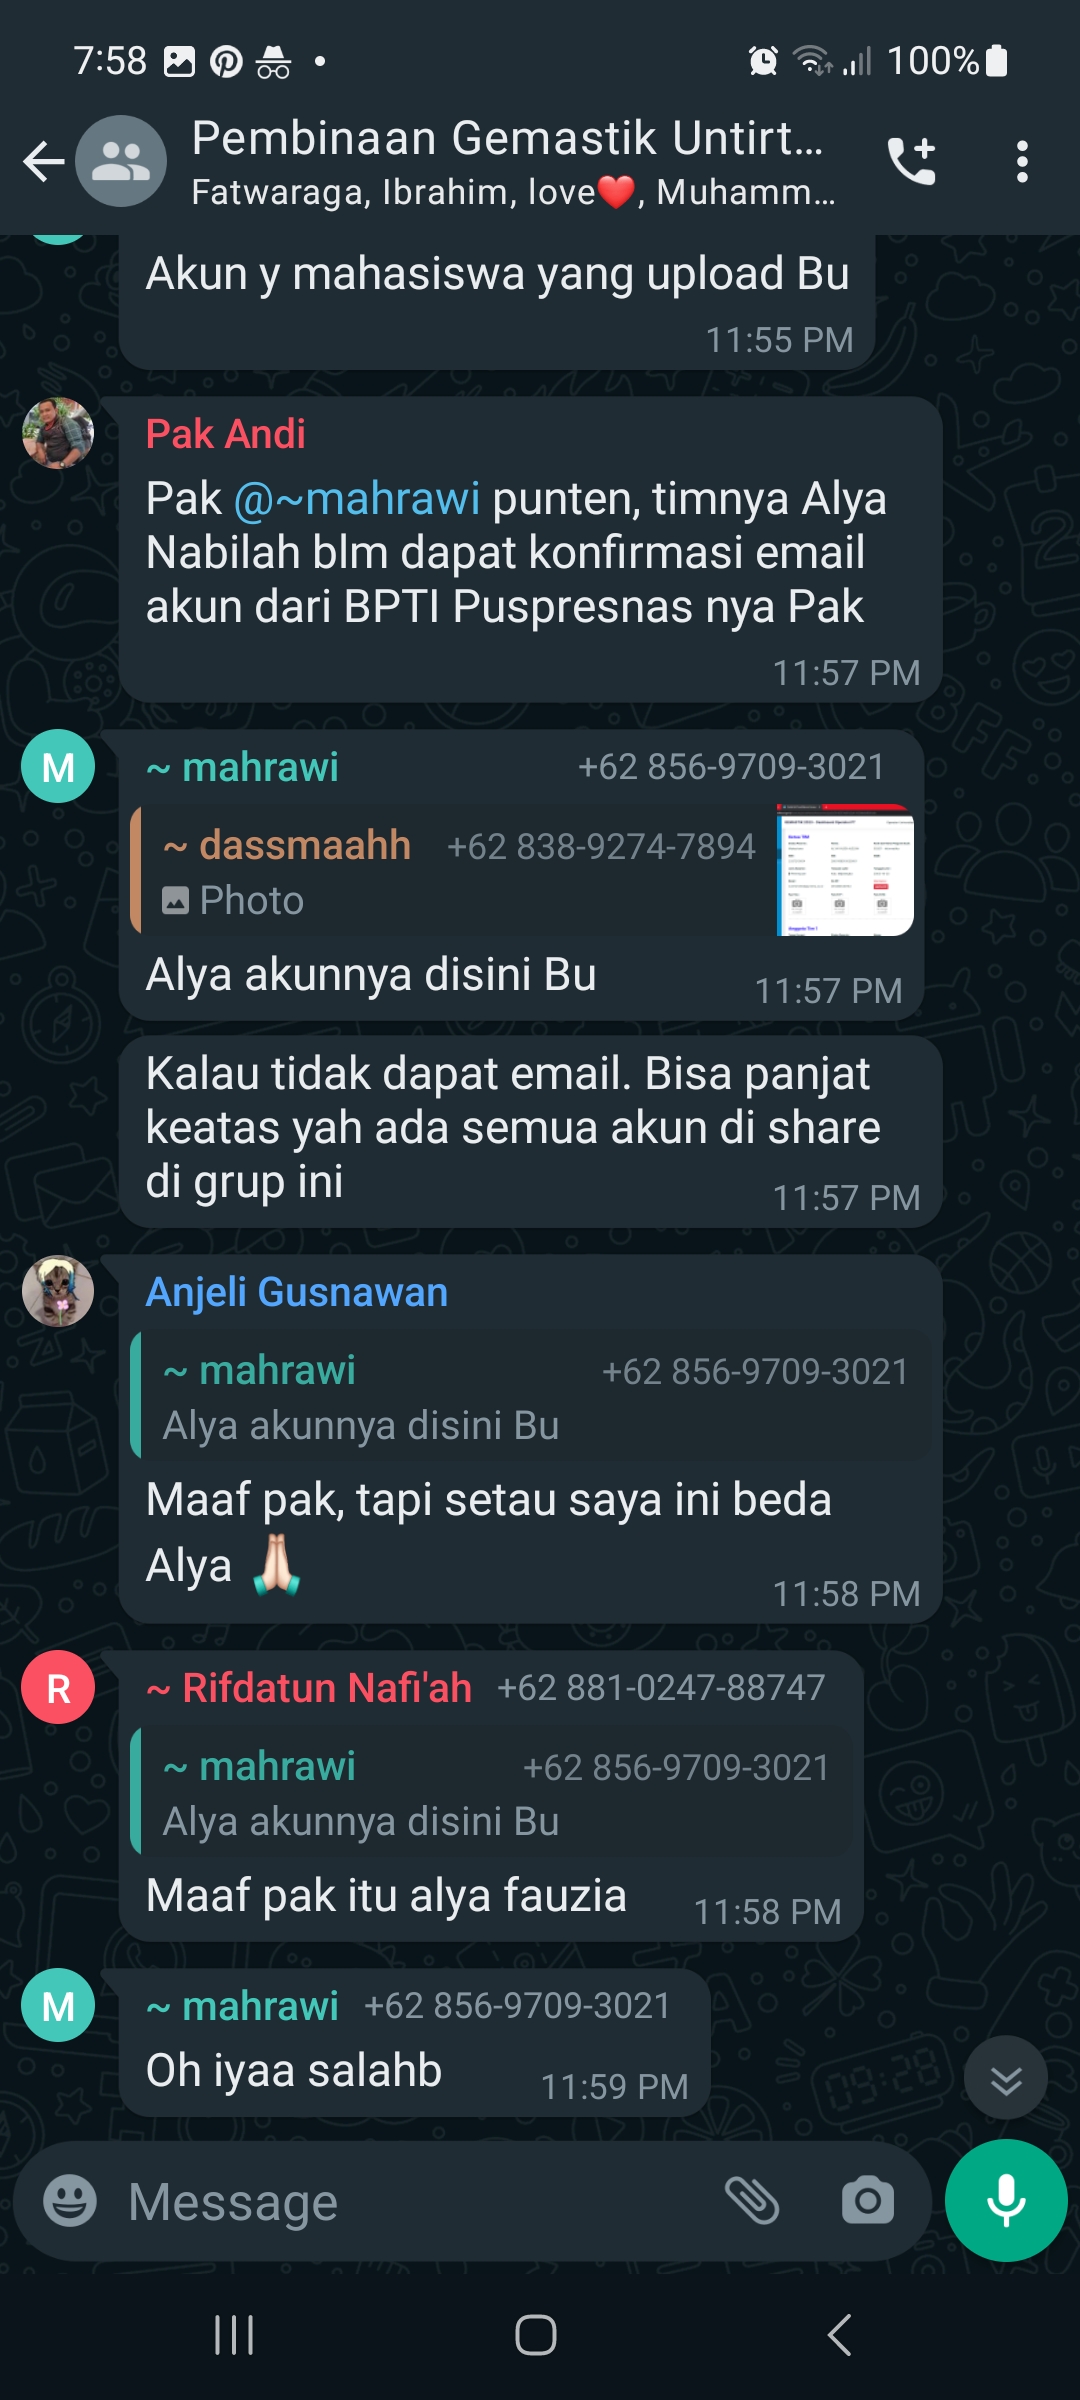 7:58
100%
Pembinaan Gemastik Untirt...
Fatwaraga, Ibrahim, love❤️, Muhamm...
Akun y mahasiswa yang upload Bu
11:55 PM
Pak Andi
Pak @~mahrawi punten, timnya Alya
Nabilah blm dapat konfirmasi email
akun dari BPTI Puspresnas nya Pak
11:57 PM
M
~ mahrawi +62 856-9709-3021
~ dassmaahh +62 838-9274-7894
Photo
Alya akunnya disini Bu 11:57 PM
Kalau tidak dapat email. Bisa panjat
keatas yah ada semua akun di share
di grup ini 11:57 PM
Anjeli Gusnawan
~ mahrawi +62 856-9709-3021
Alya akunnya disini Bu
Maaf pak, tapi setau saya ini beda
Alya 🙏🏻
11:58 PM
R
~ Rifdatun Nafi'ah +62 881-0247-88747
~ mahrawi +62 856-9709-3021
Alya akunnya disini Bu
Maaf pak itu alya fauzia 11:58 PM
M
~ mahrawi +62 856-9709-3021
Oh iyaa salahb 11:59 PM
Message